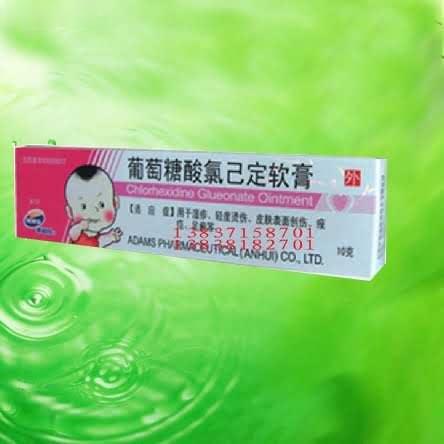 葡萄糖酸氯己定软膏
外
Chlorhexidine Glueonate Ointment
【适应症】用于湿疹、轻度烫伤、皮肤表面创伤、痤
13837158701
13838182701
ADAMS PHARMACEUTICAL (ANHUI) CO., LTD.
10克